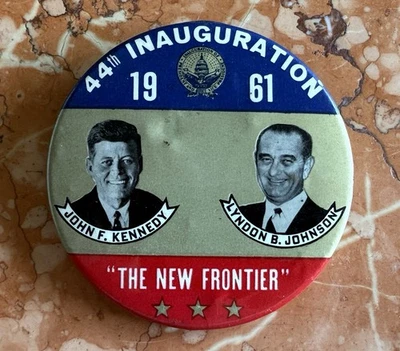 44th INAUGURATION
19 61
JOHN F. KENNEDY
LYNDON B. JOHNSON
"THE NEW FRONTIER"